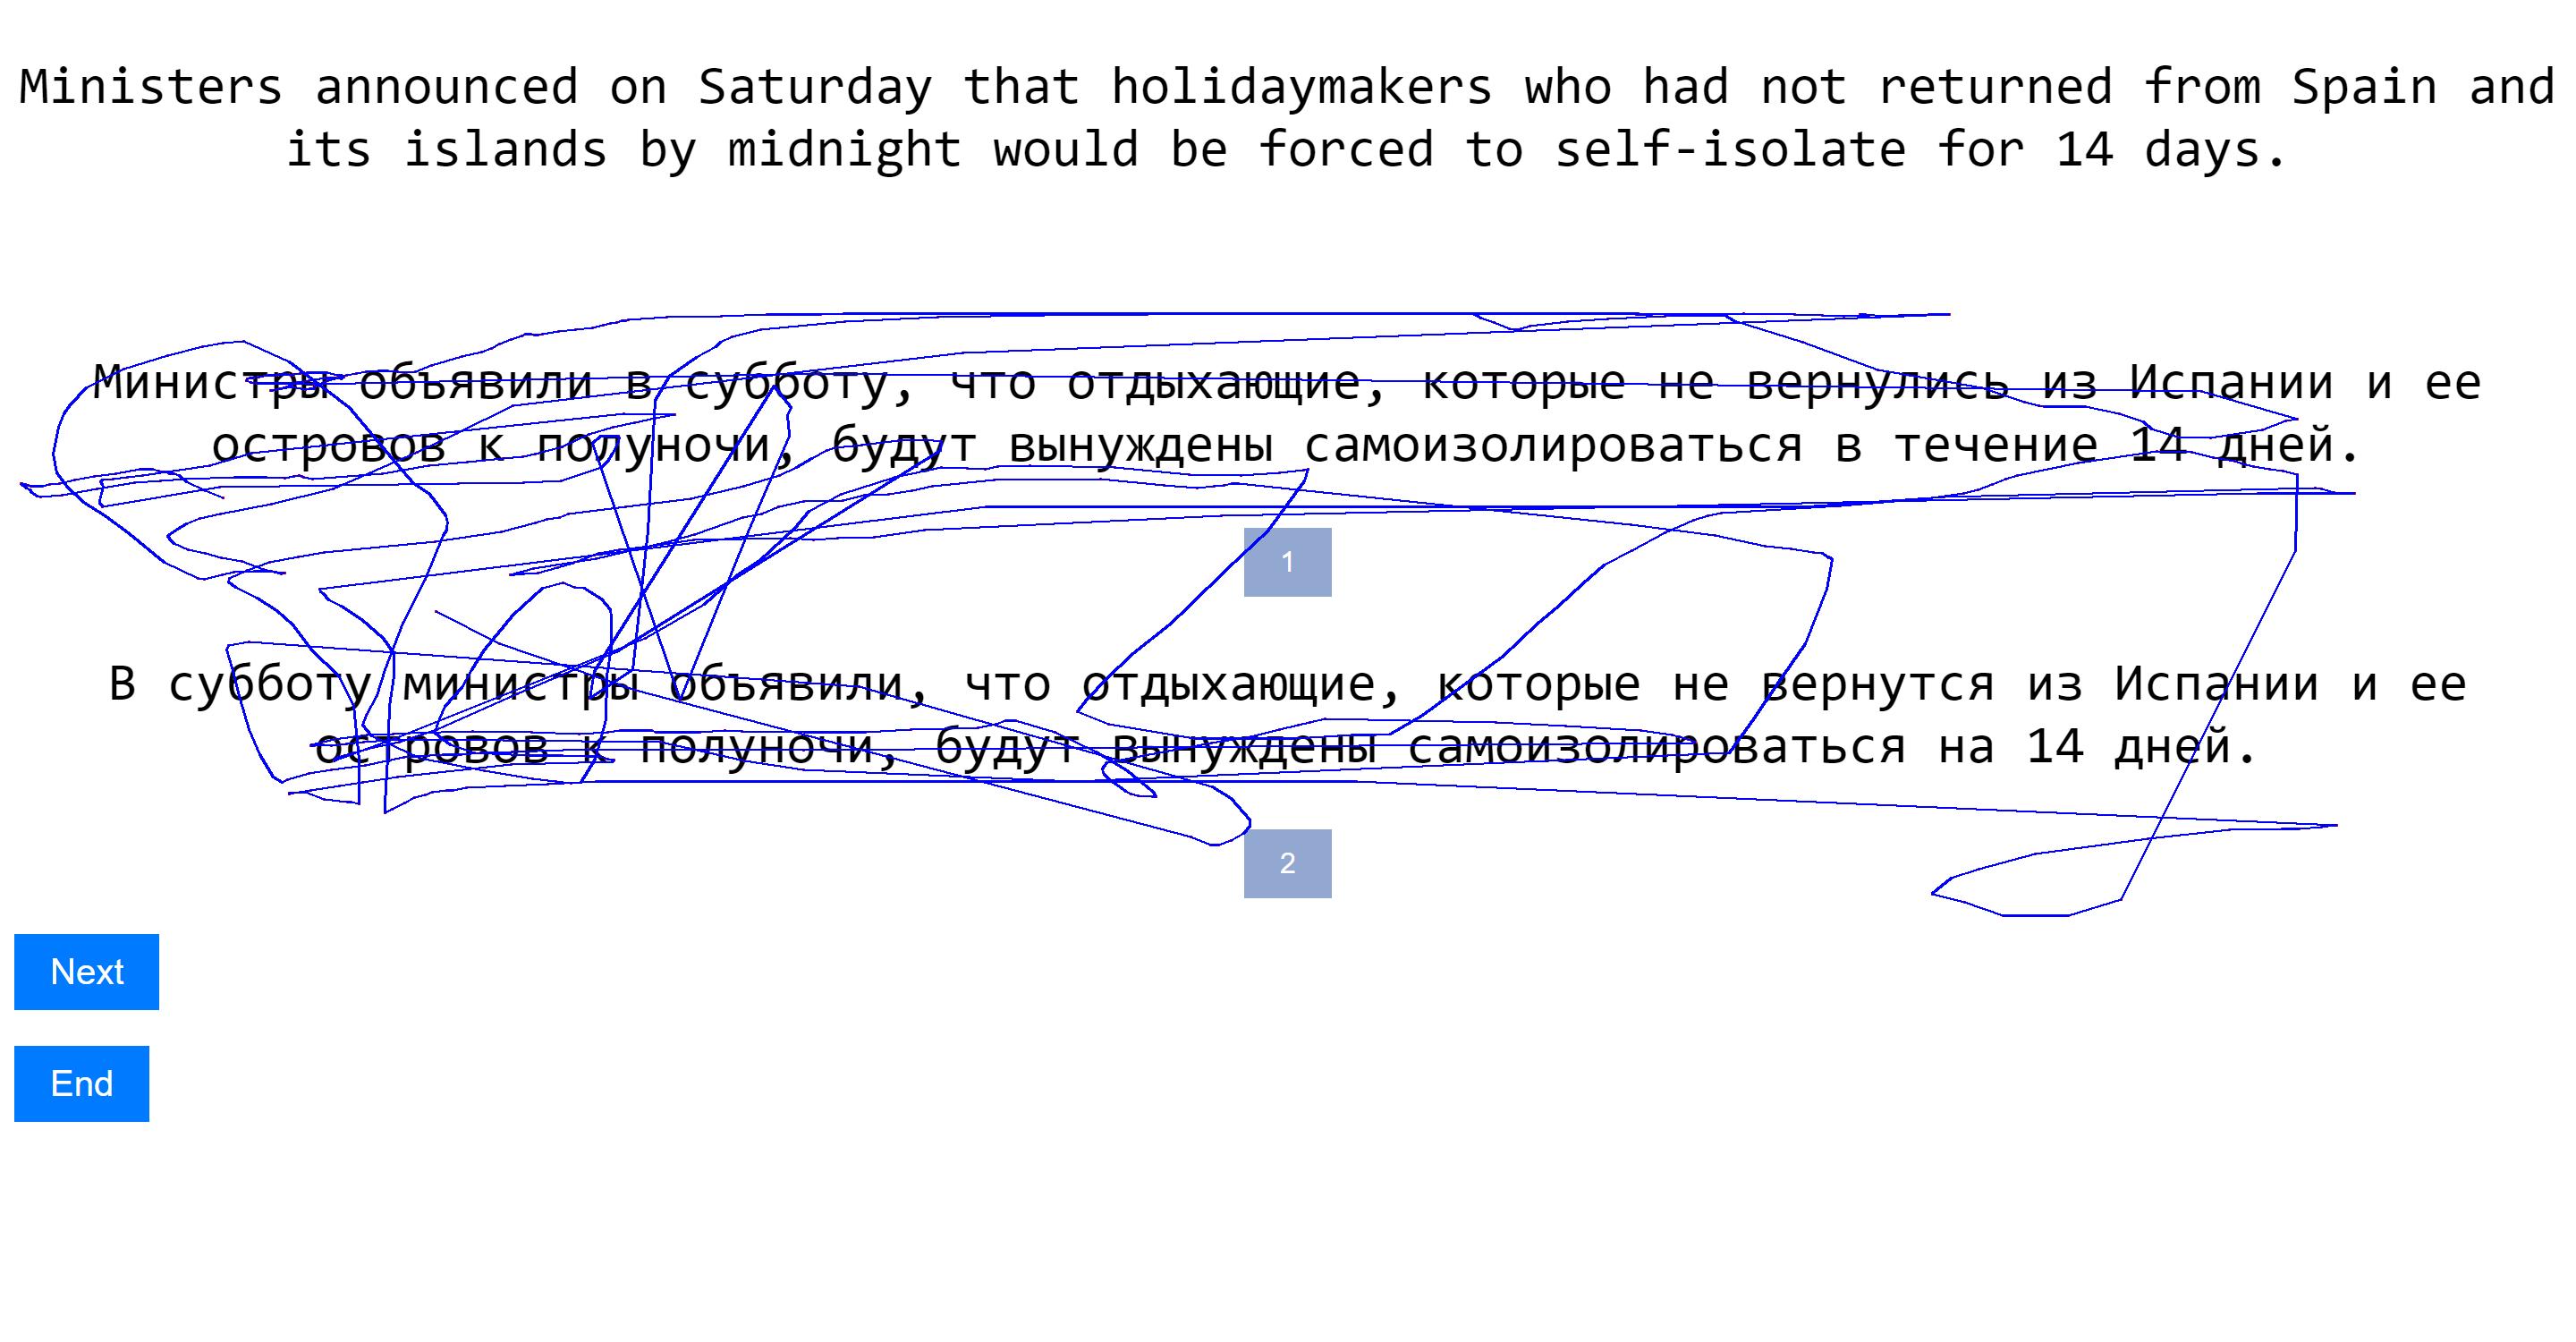 Ministers announced on Saturday that holidaymakers who had not returned from Spain and
its islands by midnight would be forced to self-isolate for 14 days.
Министры объявили в субботу, что отдыхающие, которые не вернулись из Испании и ее
островов к полуночи, будут вынуждены самоизолироваться в течение 14 дней.
1
В субботу министры объявили, что отдыхающие, которые не вернутся из Испании и ее
островов к полуночи, будут вынуждены самоизолироваться на 14 дней.
2
Next
End